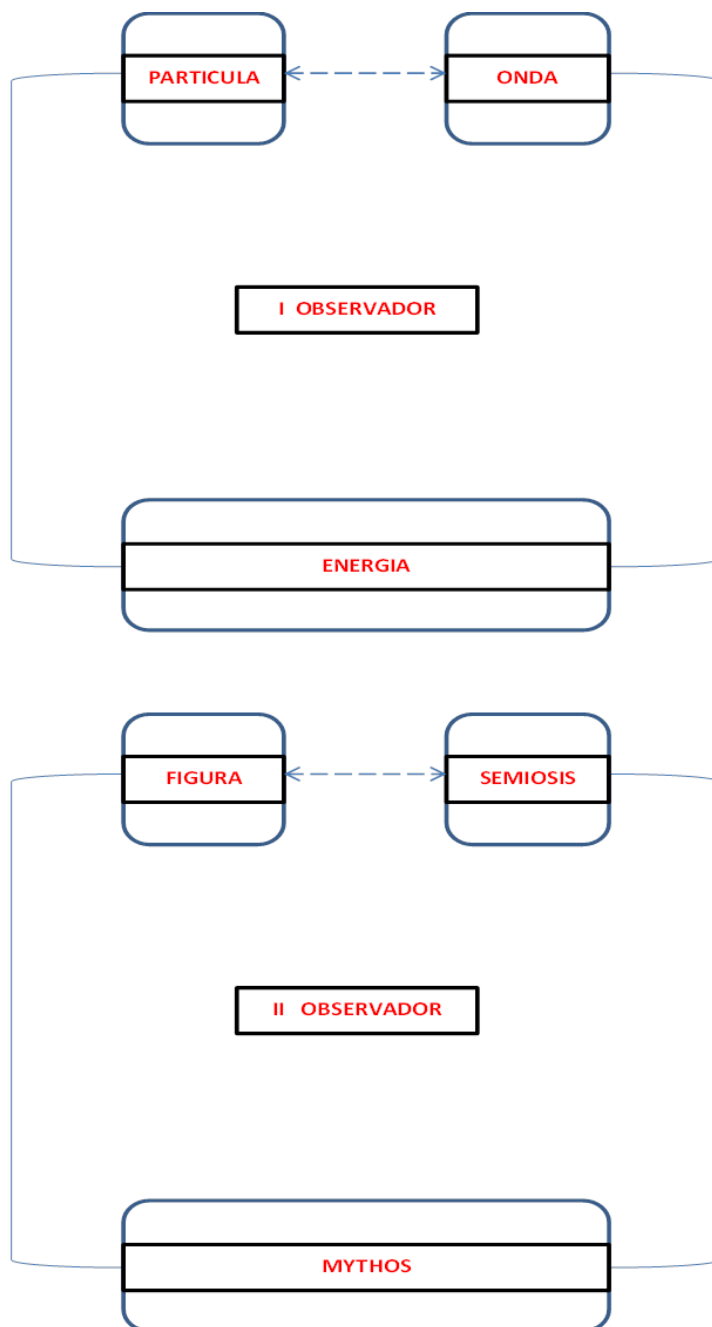 PARTICULA
ONDA
I OBSERVADOR
ENERGIA
FIGURA
SEMIOSIS
II OBSERVADOR
MYTHOS